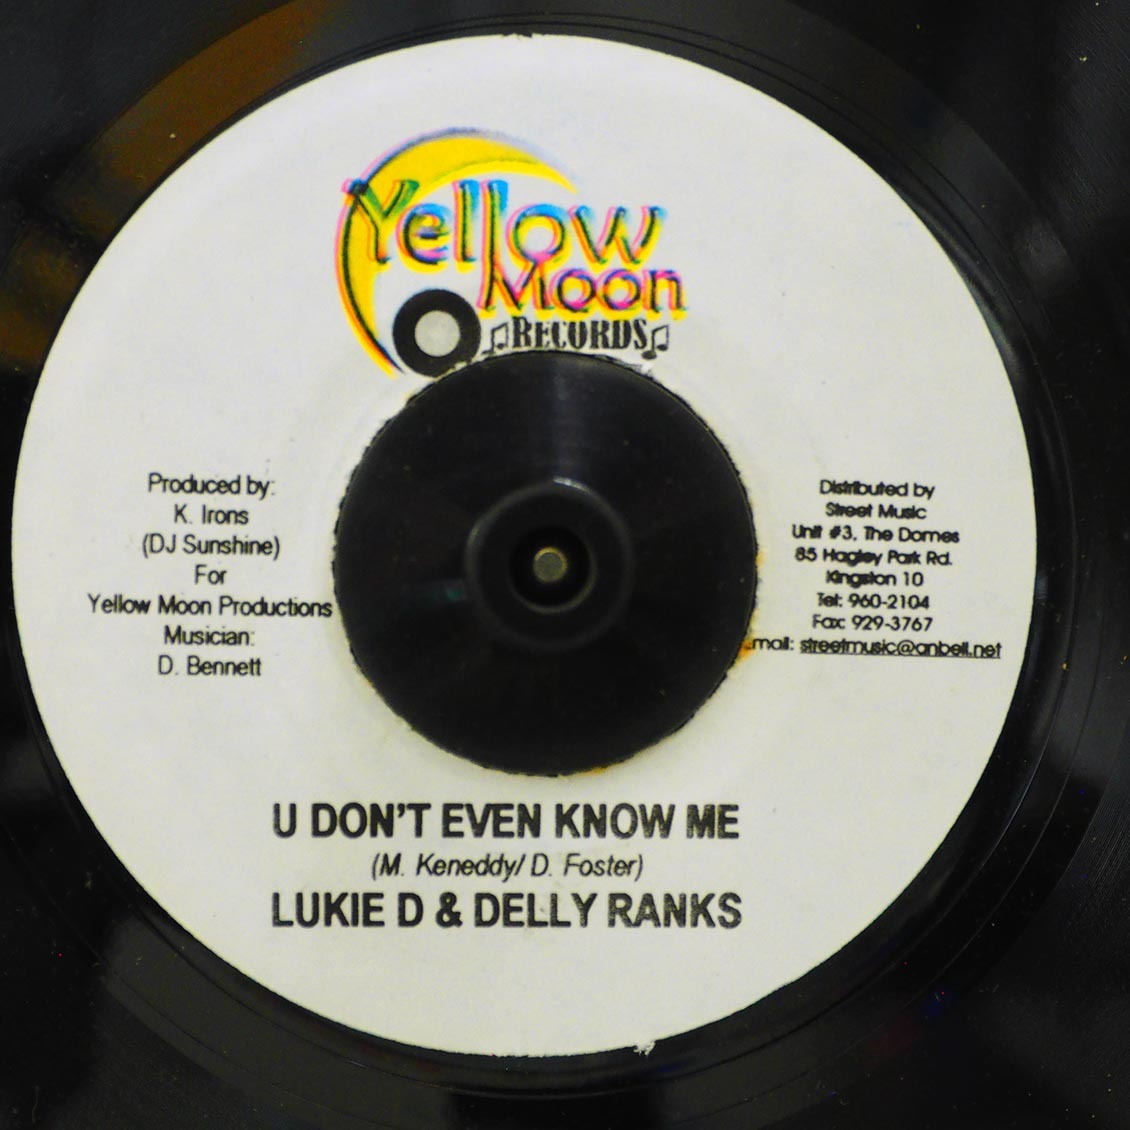 Yellow
Moon
RECORDS
Produced by:
K. Irons
(DJ Sunshine)
For
Yellow Moon Productions
Musician:
D. Bennett
Distributed by
Street Music
Unit #3, The Domes
85 Hagley Park Rd.
Kingston 10
Tel: 960-2104
Fax: 929-3767
Email: streetmusic@anbell.net
U DON'T EVEN KNOW ME
(M. Keneddy/ D. Foster)
LUKIE D & DELLY RANKS